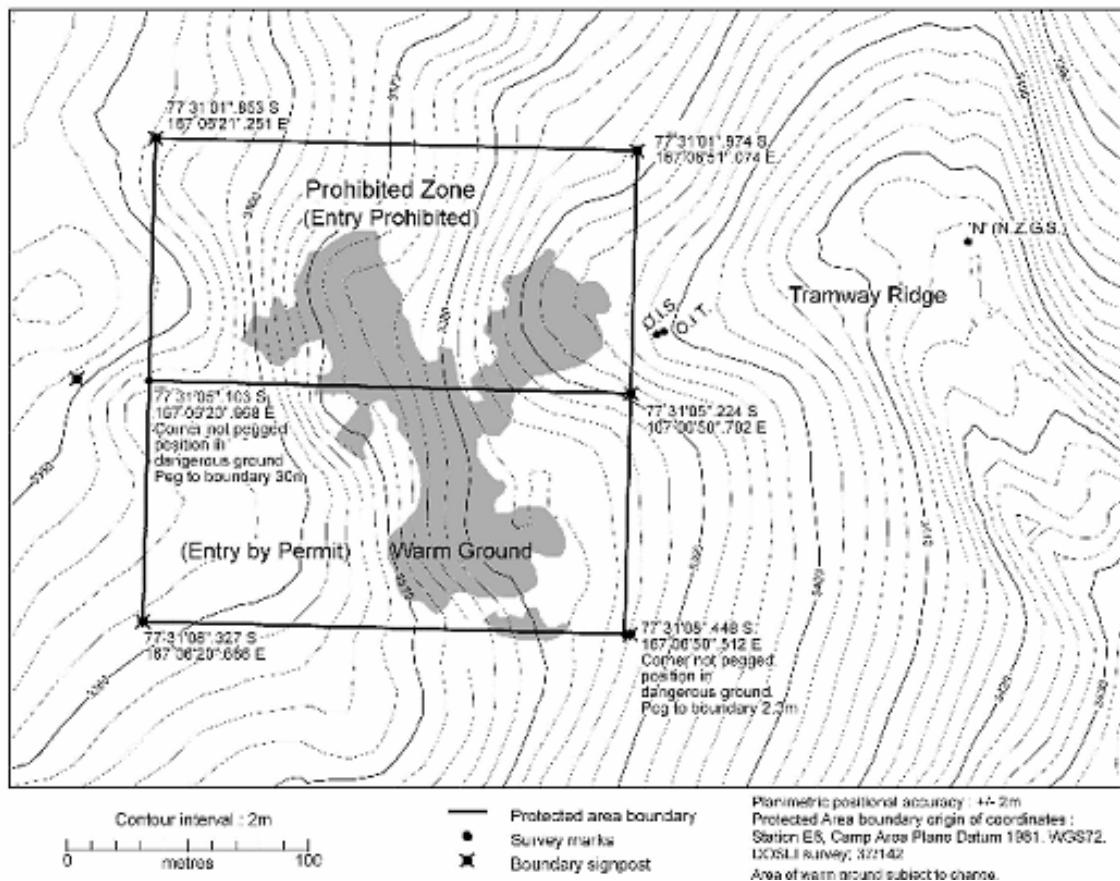 77 31'01".853 S
167'06'21".251 E
77'31'01".974 S
167'06'51".074 E
Prohibited Zone
(Entry Prohibited)
'N' (N.Z.G.S.)
Tramway Ridge
O.I.S.
O.I.T.
77 31'05".103 S
167'06'20".968 E
Corner not pegged
position in
dangerous ground
Peg to boundary 30m
77'31'05".224 S
(Entry by Permit)
Warm Ground
77'31'08".327 S
167'06'20".686 E
77'31'08".448 S
167'06'50".512 E
Corner not pegged
position in
dangerous ground.
Peg to boundary 2.3m
Contour interval : 2m
0
100
metres
Protected area boundary
Survey marks
Boundary signpost
Planimetric positional accuracy : +/- 2m
Protected Area boundary origin of coordinates :
Station E6, Camp Area Plane Datum 1981. WGS72.
DOSLI survey: 37/142
Area of warm ground subject to change.